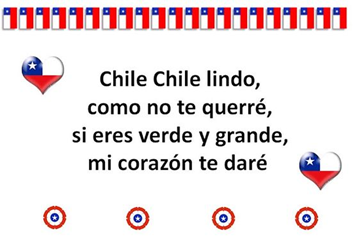 Chile Chile lindo,
como no te querré,
si eres verde y grande,
mi corazón te daré